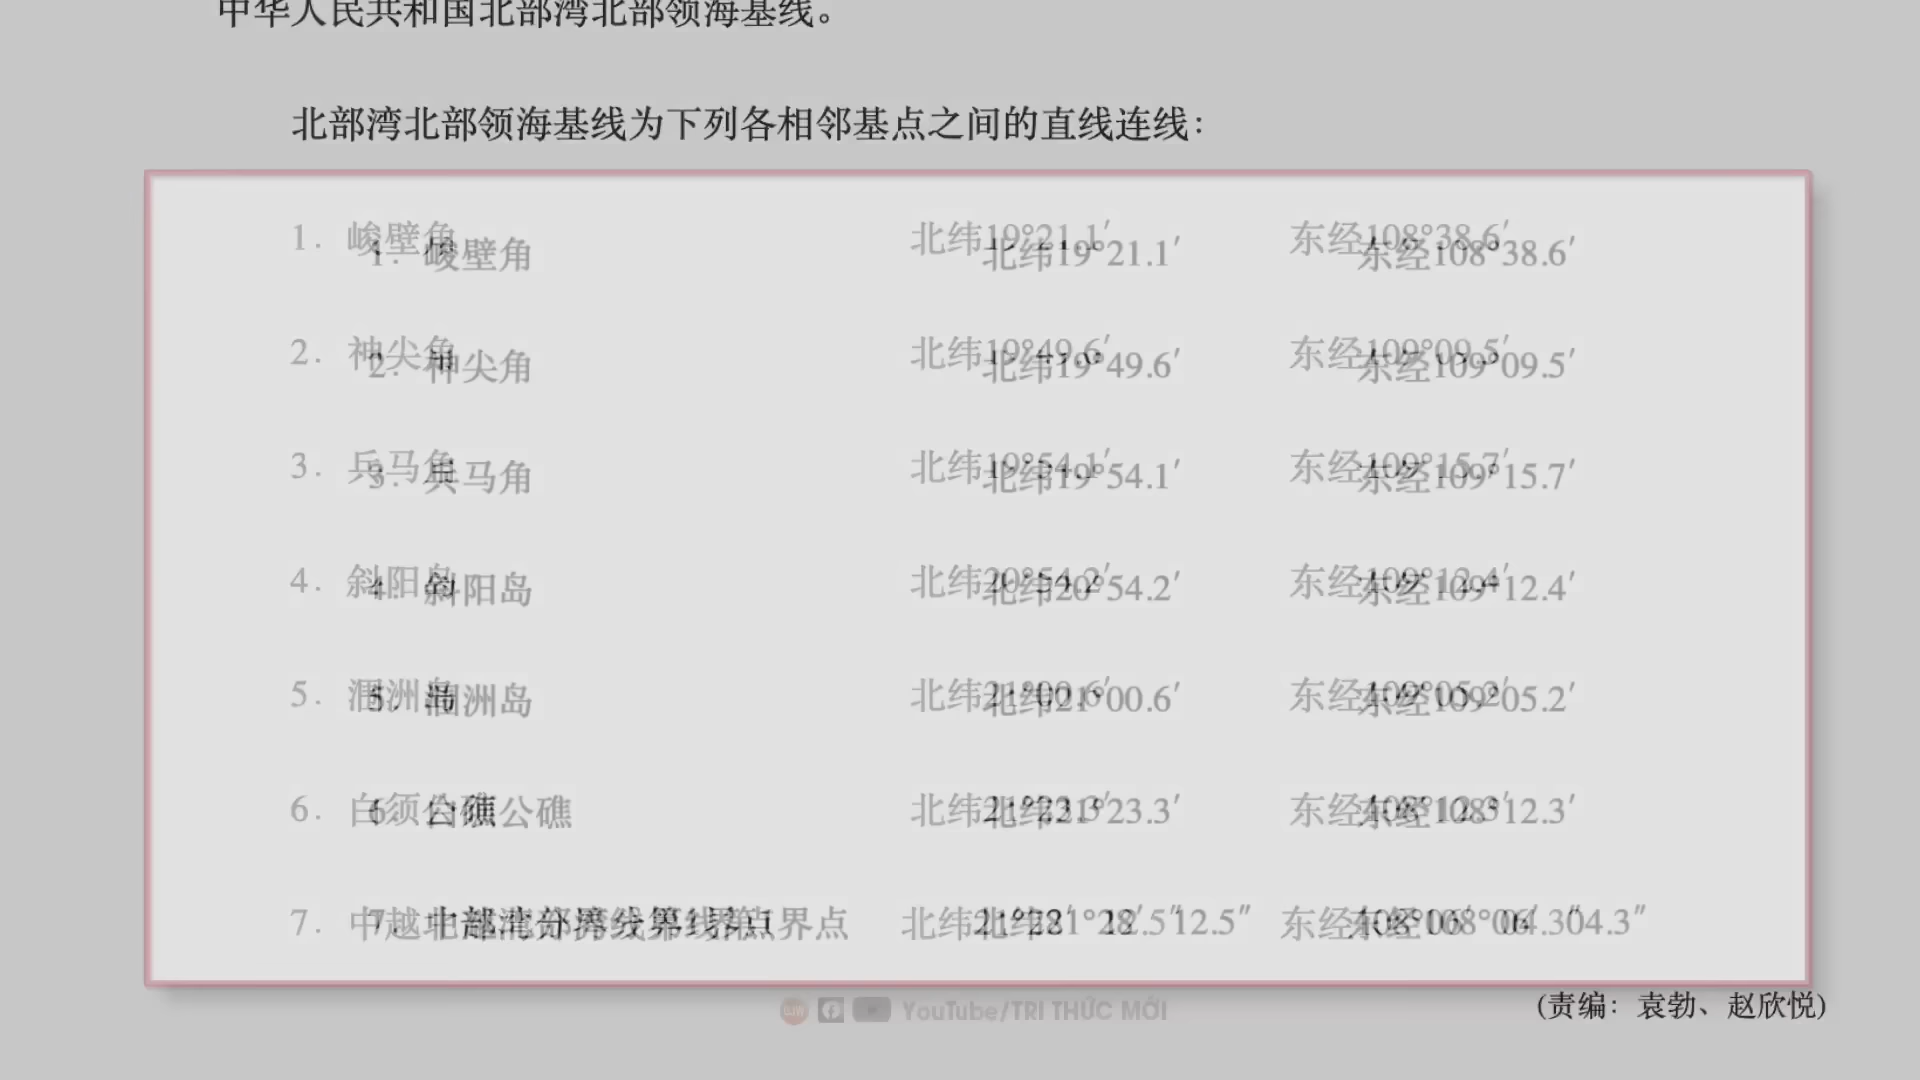 中华人民共和国北部湾北部领海基线。
北部湾北部领海基线为下列各相邻基点之间的直线连线：
1. 峻壁角 北纬19°21.1′ 东经108°38.6′
2. 神尖角 北纬19°49.6′ 东经109°09.5′
3. 兵马角 北纬19°54.1′ 东经109°15.7′
4. 斜阳岛 北纬20°54.2′ 东经109°12.4′
5. 涠洲岛 北纬21°00.6′ 东经109°05.2′
6. 白须公礁 北纬21°23.3′ 东经108°12.3′
7. 中越北部湾分界线第1界点 北纬21°28′12.5″ 东经108°06′04.3″
YouTube/TRI THỨC MỚI
(责编：袁勃、赵欣悦)